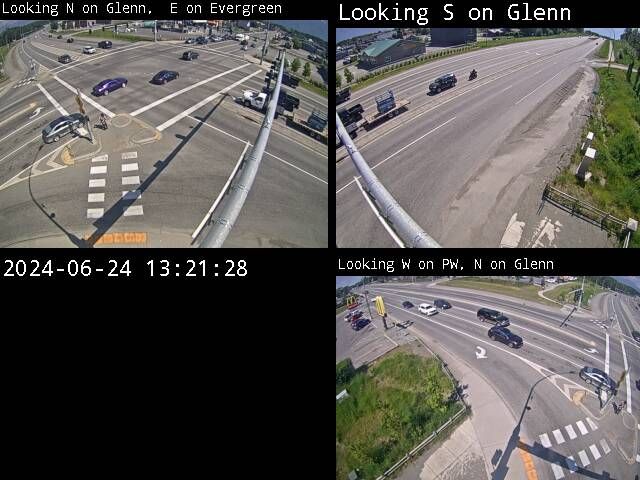 Looking N on Glenn, E on Evergreen
Looking S on Glenn
2024-06-24 13:21:28
Looking W on PW, N on Glenn